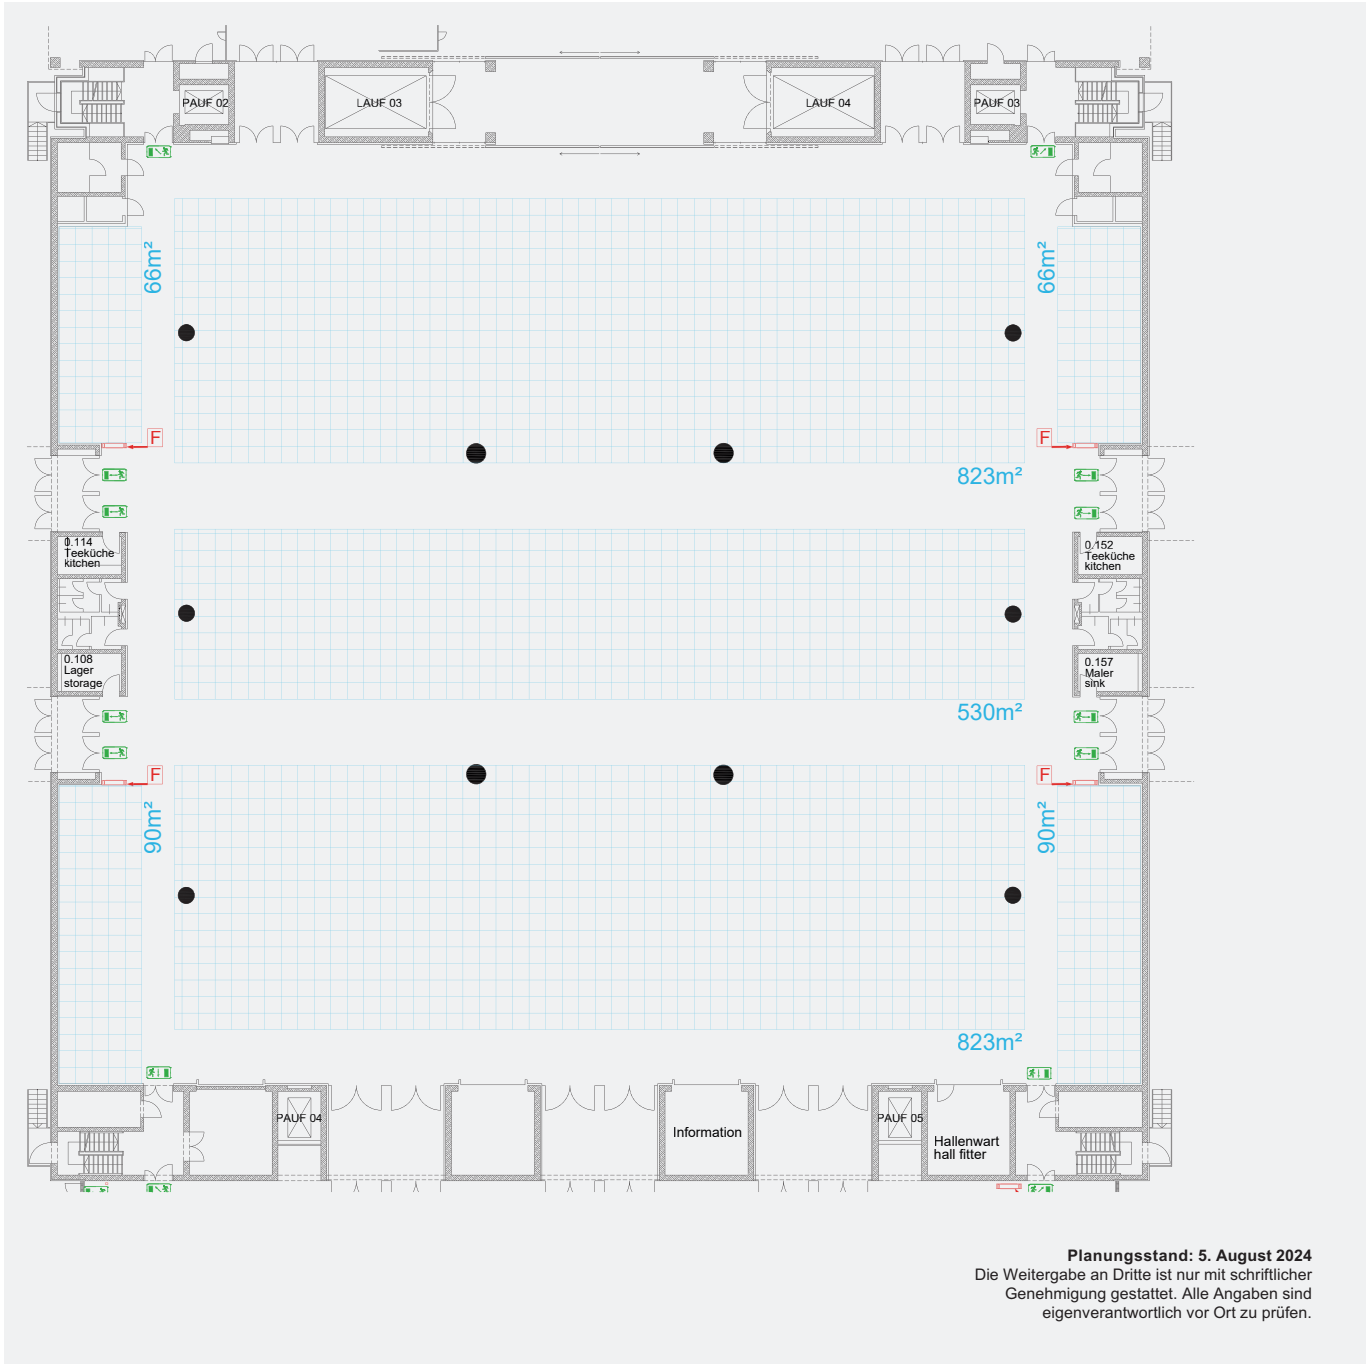 PAUF 02
LAUF 03
LAUF 04
PAUF 03
66m²
66m²
F
F
823m²
0.114
Teeküche
kitchen
0.152
Teeküche
kitchen
0.108
Lager
storage
0.157
Maler
sink
530m²
F
F
90m²
90m²
823m²
PAUF 04
Information
PAUF 05
Hallenwart
hall fitter
Planungsstand: 5. August 2024
Die Weitergabe an Dritte ist nur mit schriftlicher
Genehmigung gestattet. Alle Angaben sind
eigenverantwortlich vor Ort zu prüfen.